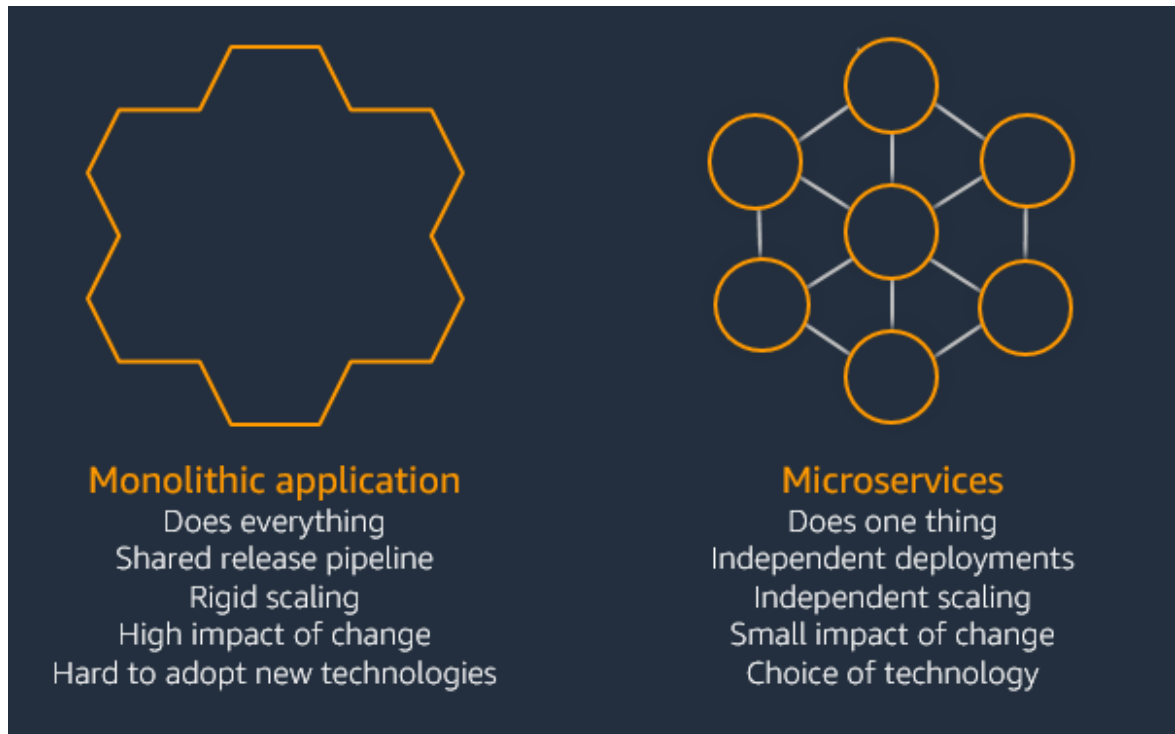 Monolithic application
Does everything
Shared release pipeline
Rigid scaling
High impact of change
Hard to adopt new technologies
Microservices
Does one thing
Independent deployments
Independent scaling
Small impact of change
Choice of technology